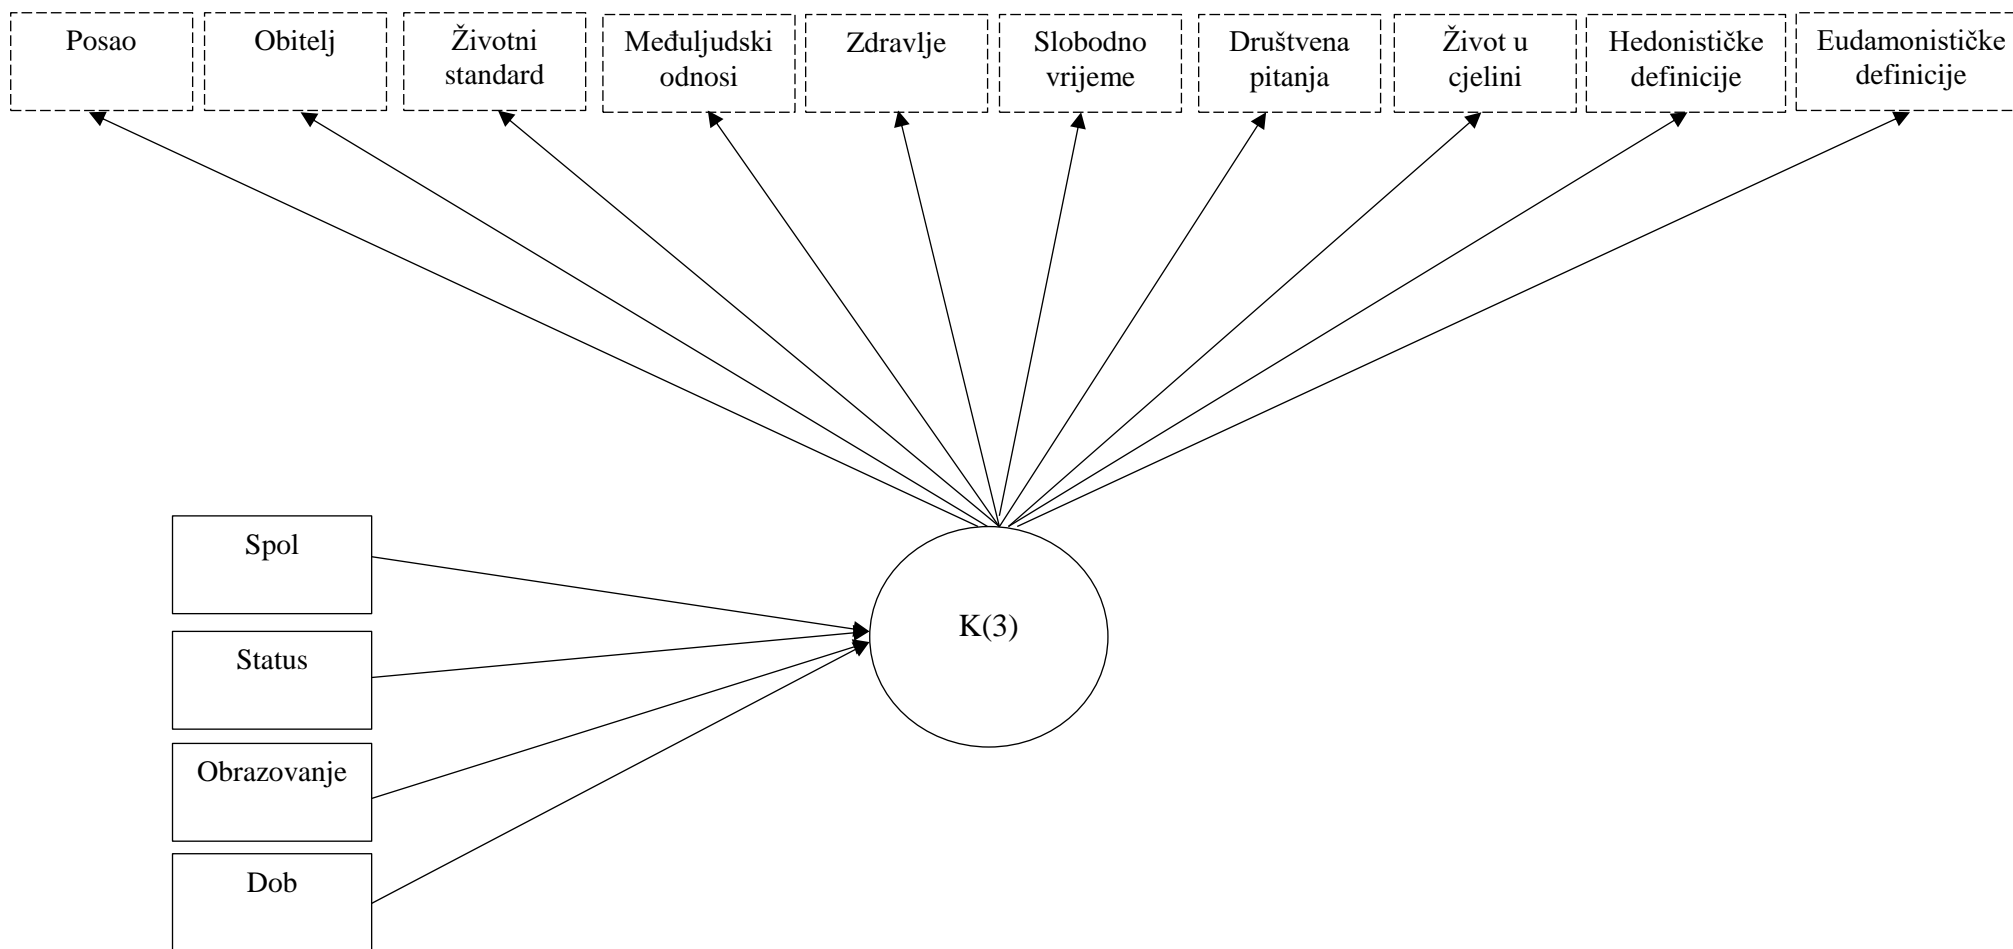 Posao
Obitelj
Životni
standard
Međuljudski
odnosi
Zdravlje
Slobodno
vrijeme
Društvena
pitanja
Život u
cjelini
Hedonističke
definicije
Eudamonističke
definicije
Spol
Status
Obrazovanje
Dob
K(3)